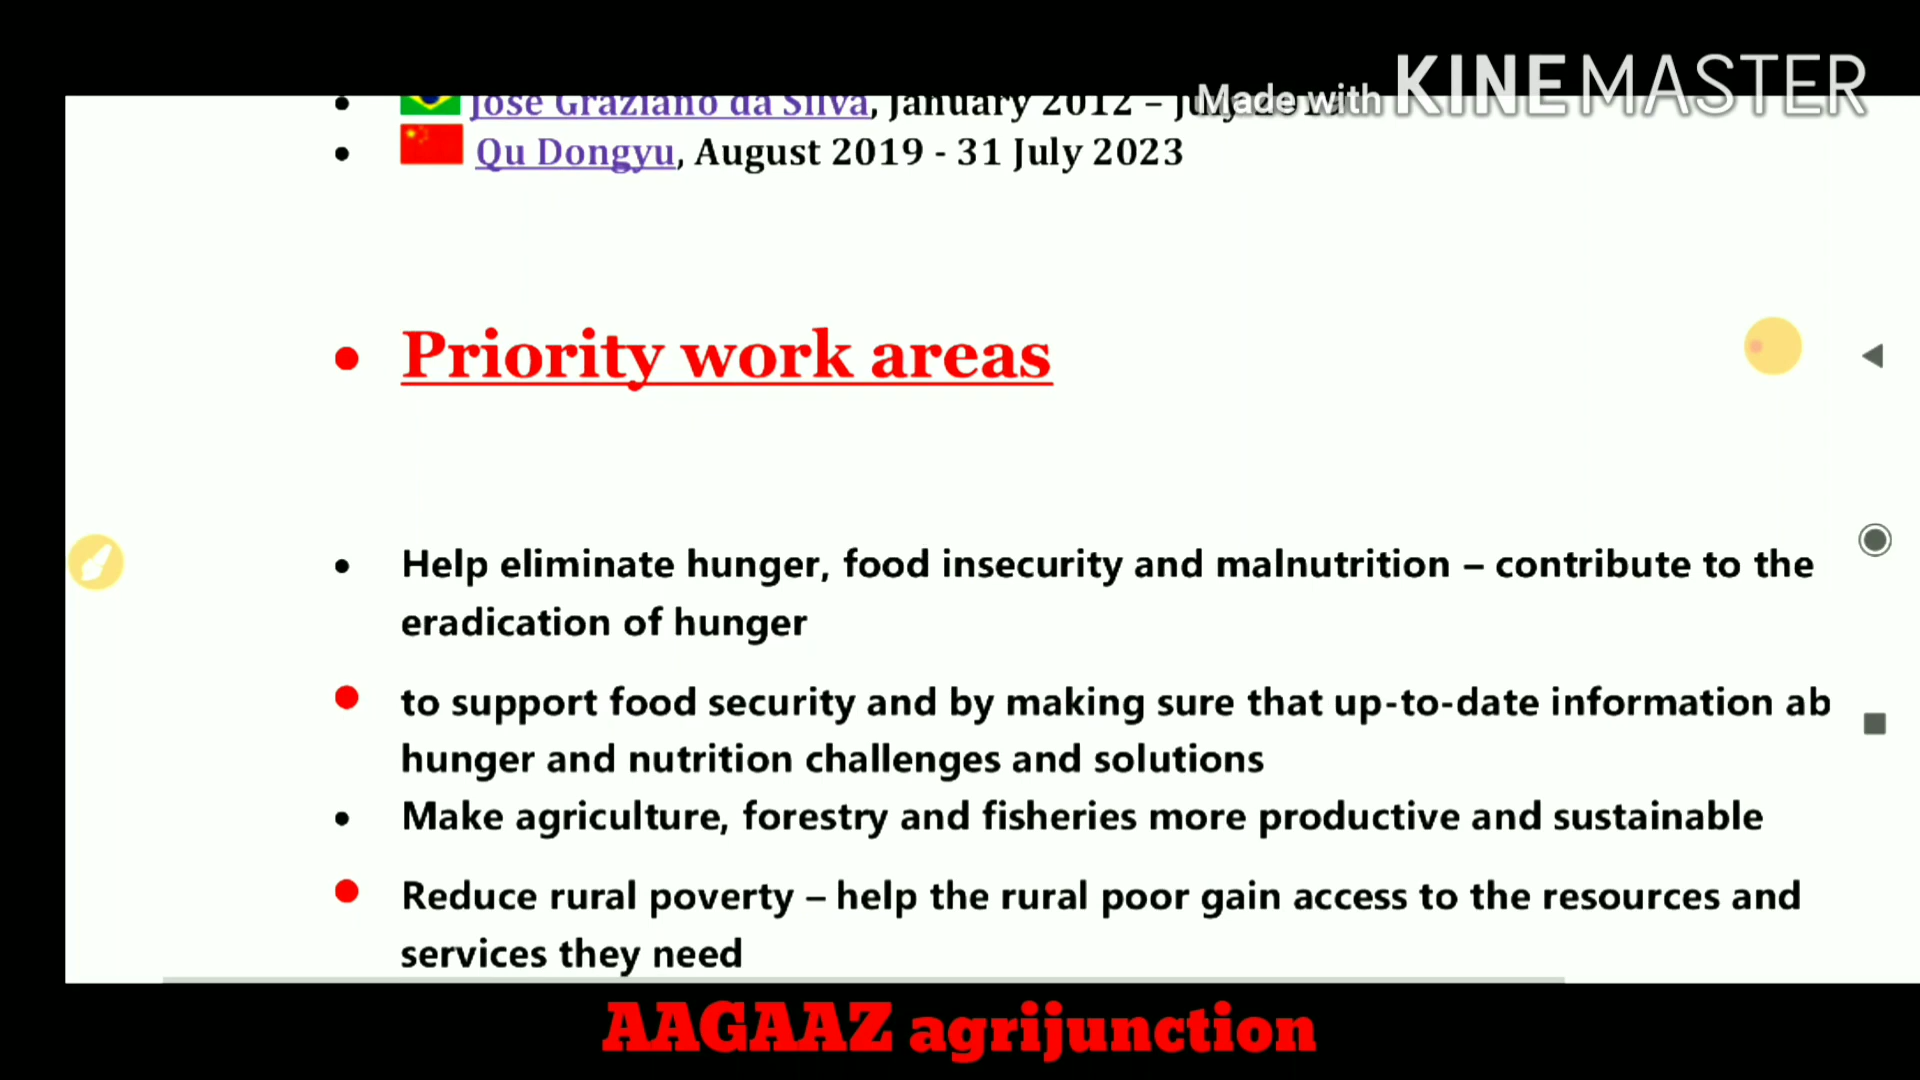 Made with KINEMASTER
José Graziano da Silva, January 2012 –
Qu Dongyu, August 2019 - 31 July 2023
Priority work areas
Help eliminate hunger, food insecurity and malnutrition – contribute to the
eradication of hunger
to support food security and by making sure that up-to-date information ab
hunger and nutrition challenges and solutions
Make agriculture, forestry and fisheries more productive and sustainable
Reduce rural poverty – help the rural poor gain access to the resources and
services they need
AAGAAZ agrijunction